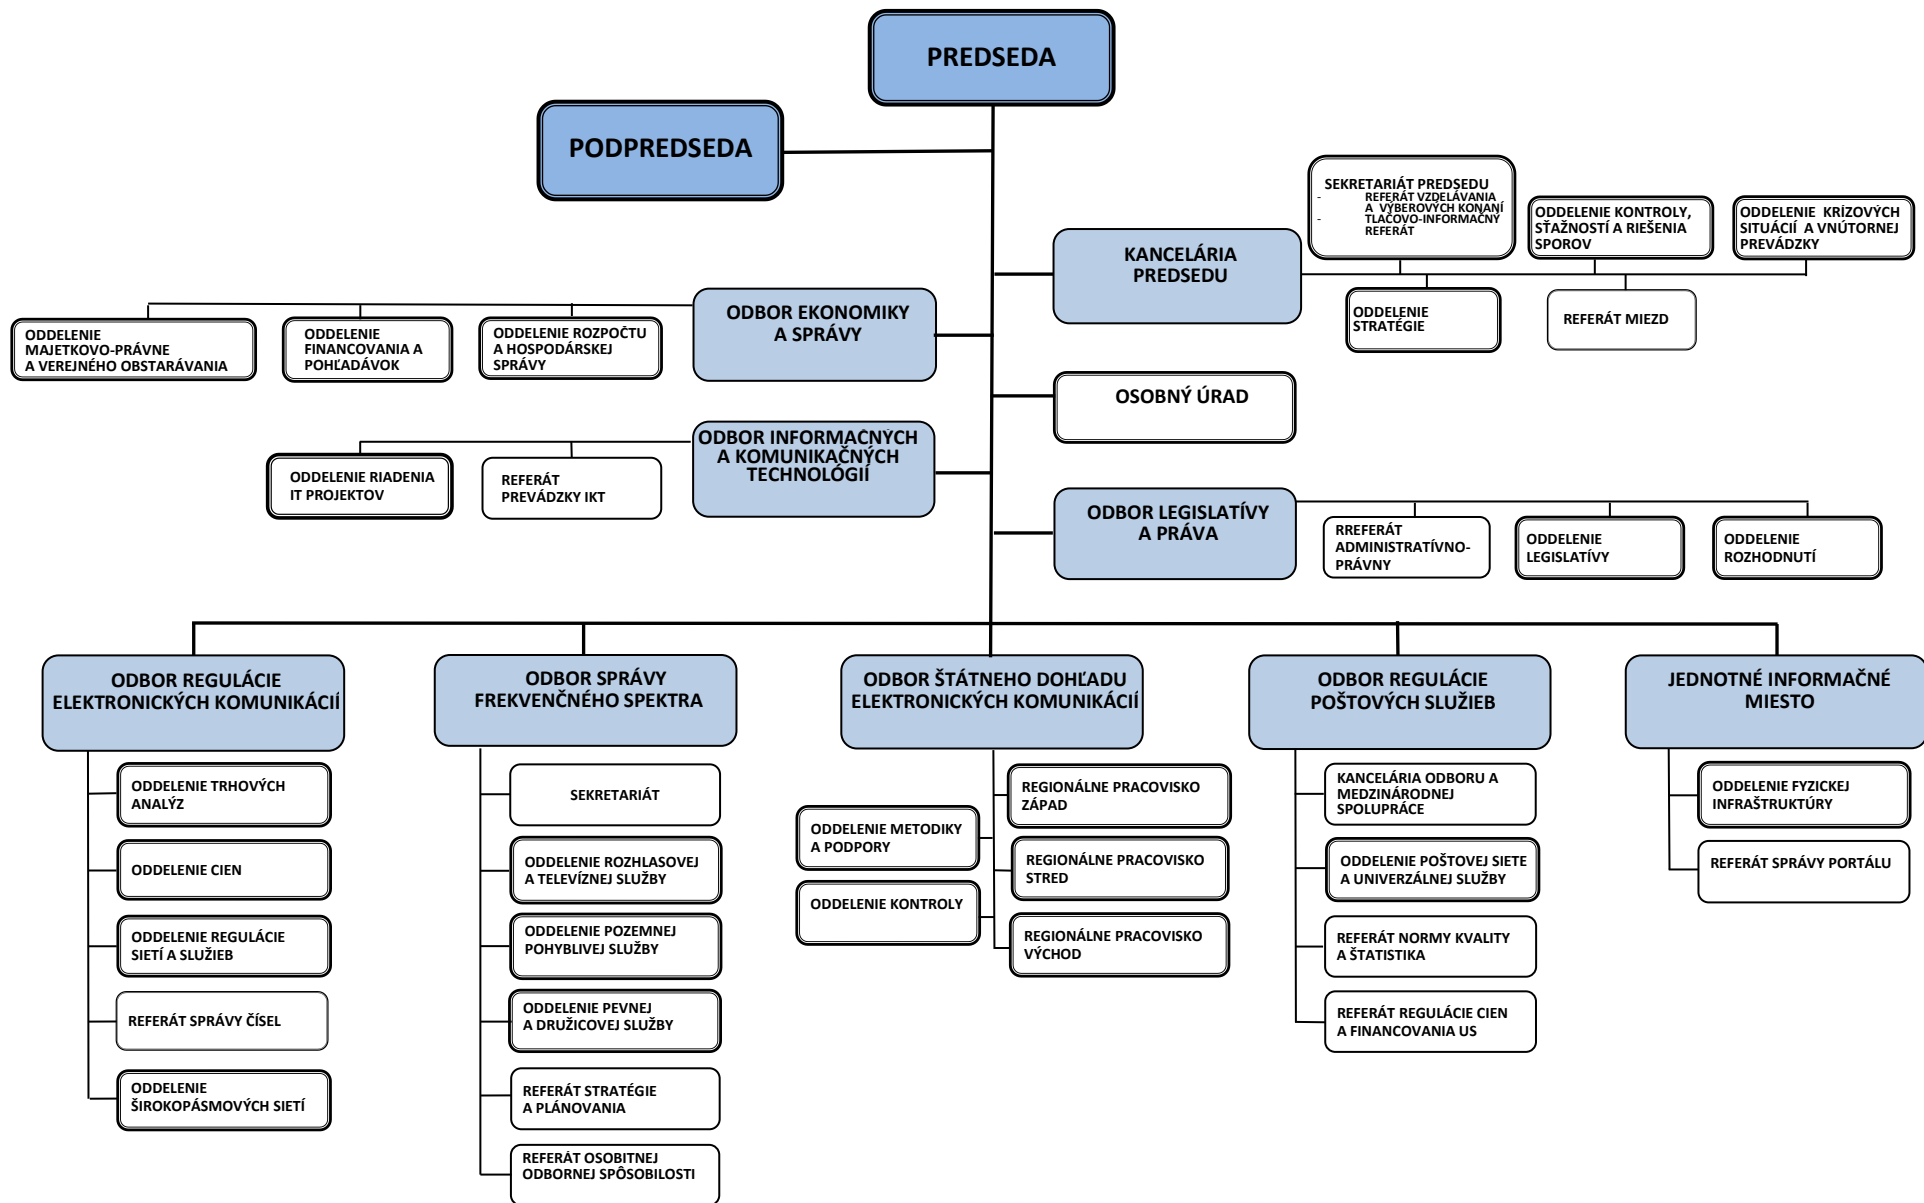 PREDSEDA
PODPREDSEDA
SEKRETARIÁT PREDSEDU
- REFERÁT VZDELÁVANIA
A VÝBEROVÝCH KONANÍ
- TLAČOVO-INFORMAČNÝ
REFERÁT
ODDELENIE KONTROLY,
SŤAŽNOSTÍ A RIEŠENIA
SPOROV
ODDELENIE KRÍZOVÝCH
SITUÁCIÍ A VNÚTORNEJ
PREVÁDZKY
KANCELÁRIA
PREDSEDU
ODDELENIE
STRATÉGIE
REFERÁT MIEZD
ODBOR EKONOMIKY
A SPRÁVY
ODDELENIE
MAJETKOVO-PRÁVNE
A VEREJNÉHO OBSTARÁVANIA
ODDELENIE
FINANCOVANIA A
POHĽADÁVOK
ODDELENIE ROZPOČTU
A HOSPODÁRSKEJ
SPRÁVY
OSOBNÝ ÚRAD
ODBOR INFORMAČNÝCH
A KOMUNIKAČNÝCH
TECHNOLÓGIÍ
ODDELENIE RIADENIA
IT PROJEKTOV
REFERÁT
PREVÁDZKY IKT
ODBOR LEGISLATÍVY
A PRÁVA
RREFERÁT
ADMINISTRATÍVNO-
PRÁVNY
ODDELENIE
LEGISLATÍVY
ODDELENIE
ROZHODNUTÍ
ODBOR REGULÁCIE
ELEKTRONICKÝCH KOMUNIKÁCIÍ
ODDELENIE TRHOVÝCH
ANALÝZ
ODDELENIE CIEN
ODDELENIE REGULÁCIE
SIETÍ A SLUŽIEB
REFERÁT SPRÁVY ČÍSEL
ODDELENIE
ŠIROKOPÁSMOVÝCH SIETÍ
ODBOR SPRÁVY
FREKVENČNÉHO SPEKTRA
SEKRETARIÁT
ODDELENIE ROZHLASOVEJ
A TELEVÍZNEJ SLUŽBY
ODDELENIE POZEMNEJ
POHYBLIVEJ SLUŽBY
ODDELENIE PEVNEJ
A DRUŽICOVEJ SLUŽBY
REFERÁT STRATÉGIE
A PLÁNOVANIA
REFERÁT OSOBITNEJ
ODBORNEJ SPÔSOBILOSTI
ODBOR ŠTÁTNEHO DOHĽADU
ELEKTRONICKÝCH KOMUNIKÁCIÍ
REGIONÁLNE PRACOVISKO
ZÁPAD
ODDELENIE METODIKY
A PODPORY
REGIONÁLNE PRACOVISKO
STRED
ODDELENIE KONTROLY
REGIONÁLNE PRACOVISKO
VÝCHOD
ODBOR REGULÁCIE
POŠTOVÝCH SLUŽIEB
KANCELÁRIA ODBORU A
MEDZINÁRODNEJ
SPOLUPRÁCE
ODDELENIE POŠTOVEJ SIETE
A UNIVERZÁLNEJ SLUŽBY
REFERÁT NORMY KVALITY
A ŠTATISTIKA
REFERÁT REGULÁCIE CIEN
A FINANCOVANIA US
JEDNOTNÉ INFORMAČNÉ
MIESTO
ODDELENIE FYZICKEJ
INFRAŠTRUKTÚRY
REFERÁT SPRÁVY PORTÁLU